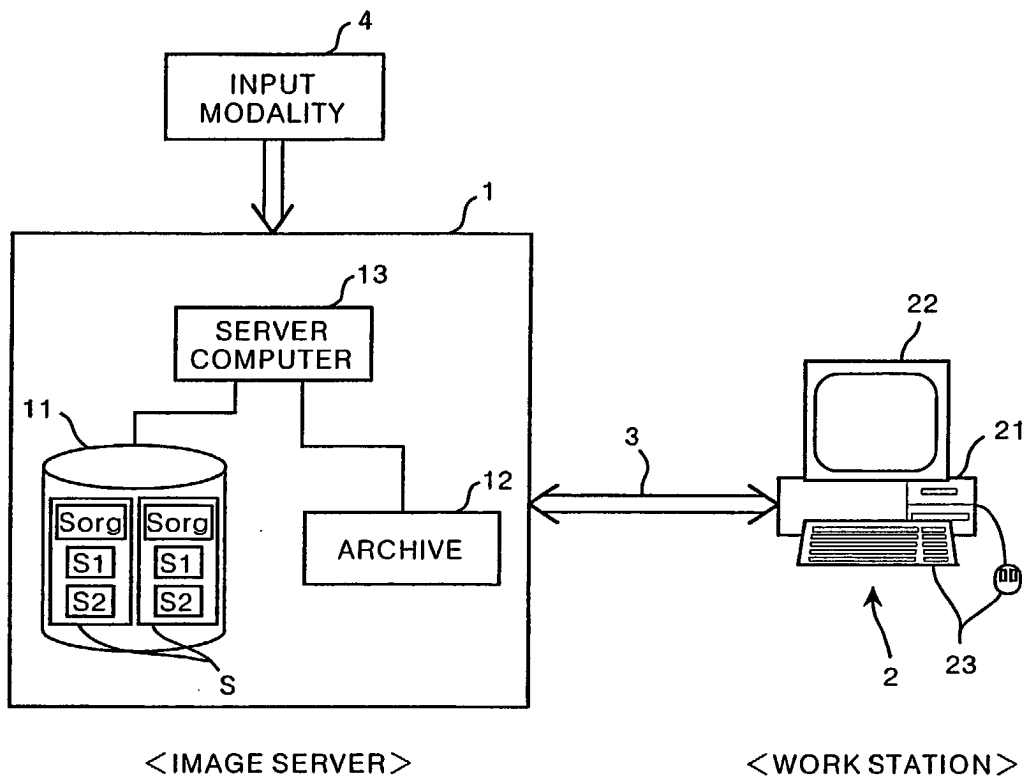 4
INPUT
MODALITY
1
13
SERVER
COMPUTER
22
11
21
3
12
Sorg Sorg
ARCHIVE
S1 S1
S2 S2
S
2
23
<IMAGE SERVER>
<WORK STATION>